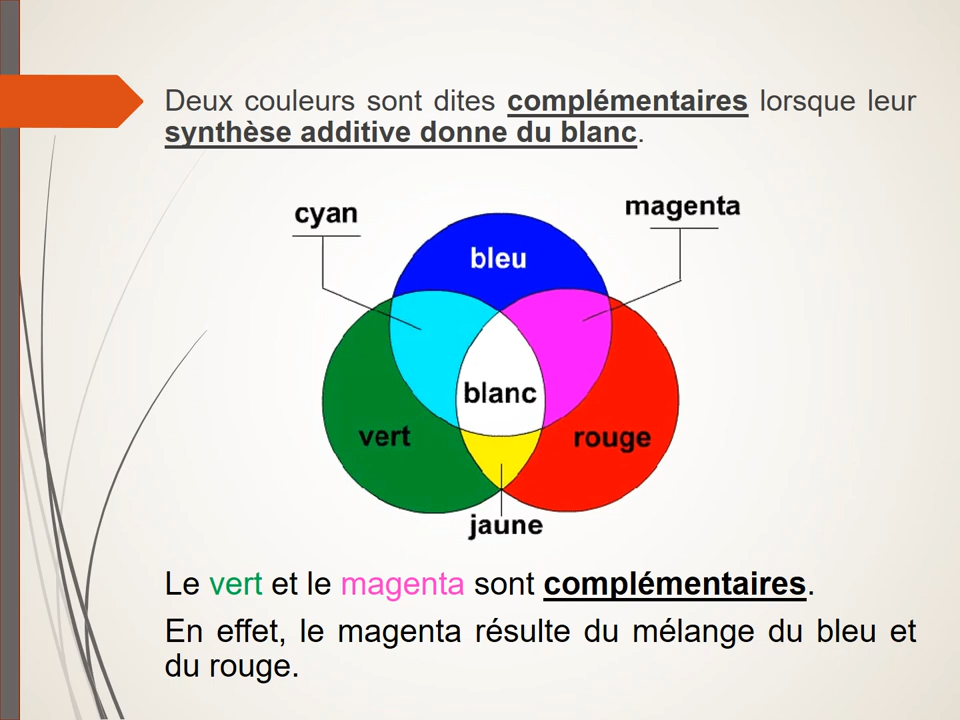 Deux couleurs sont dites complémentaires lorsque leur
synthèse additive donne du blanc.
cyan
magenta
bleu
blanc
vert
rouge
jaune
Le vert et le magenta sont complémentaires.
En effet, le magenta résulte du mélange du bleu et
du rouge.